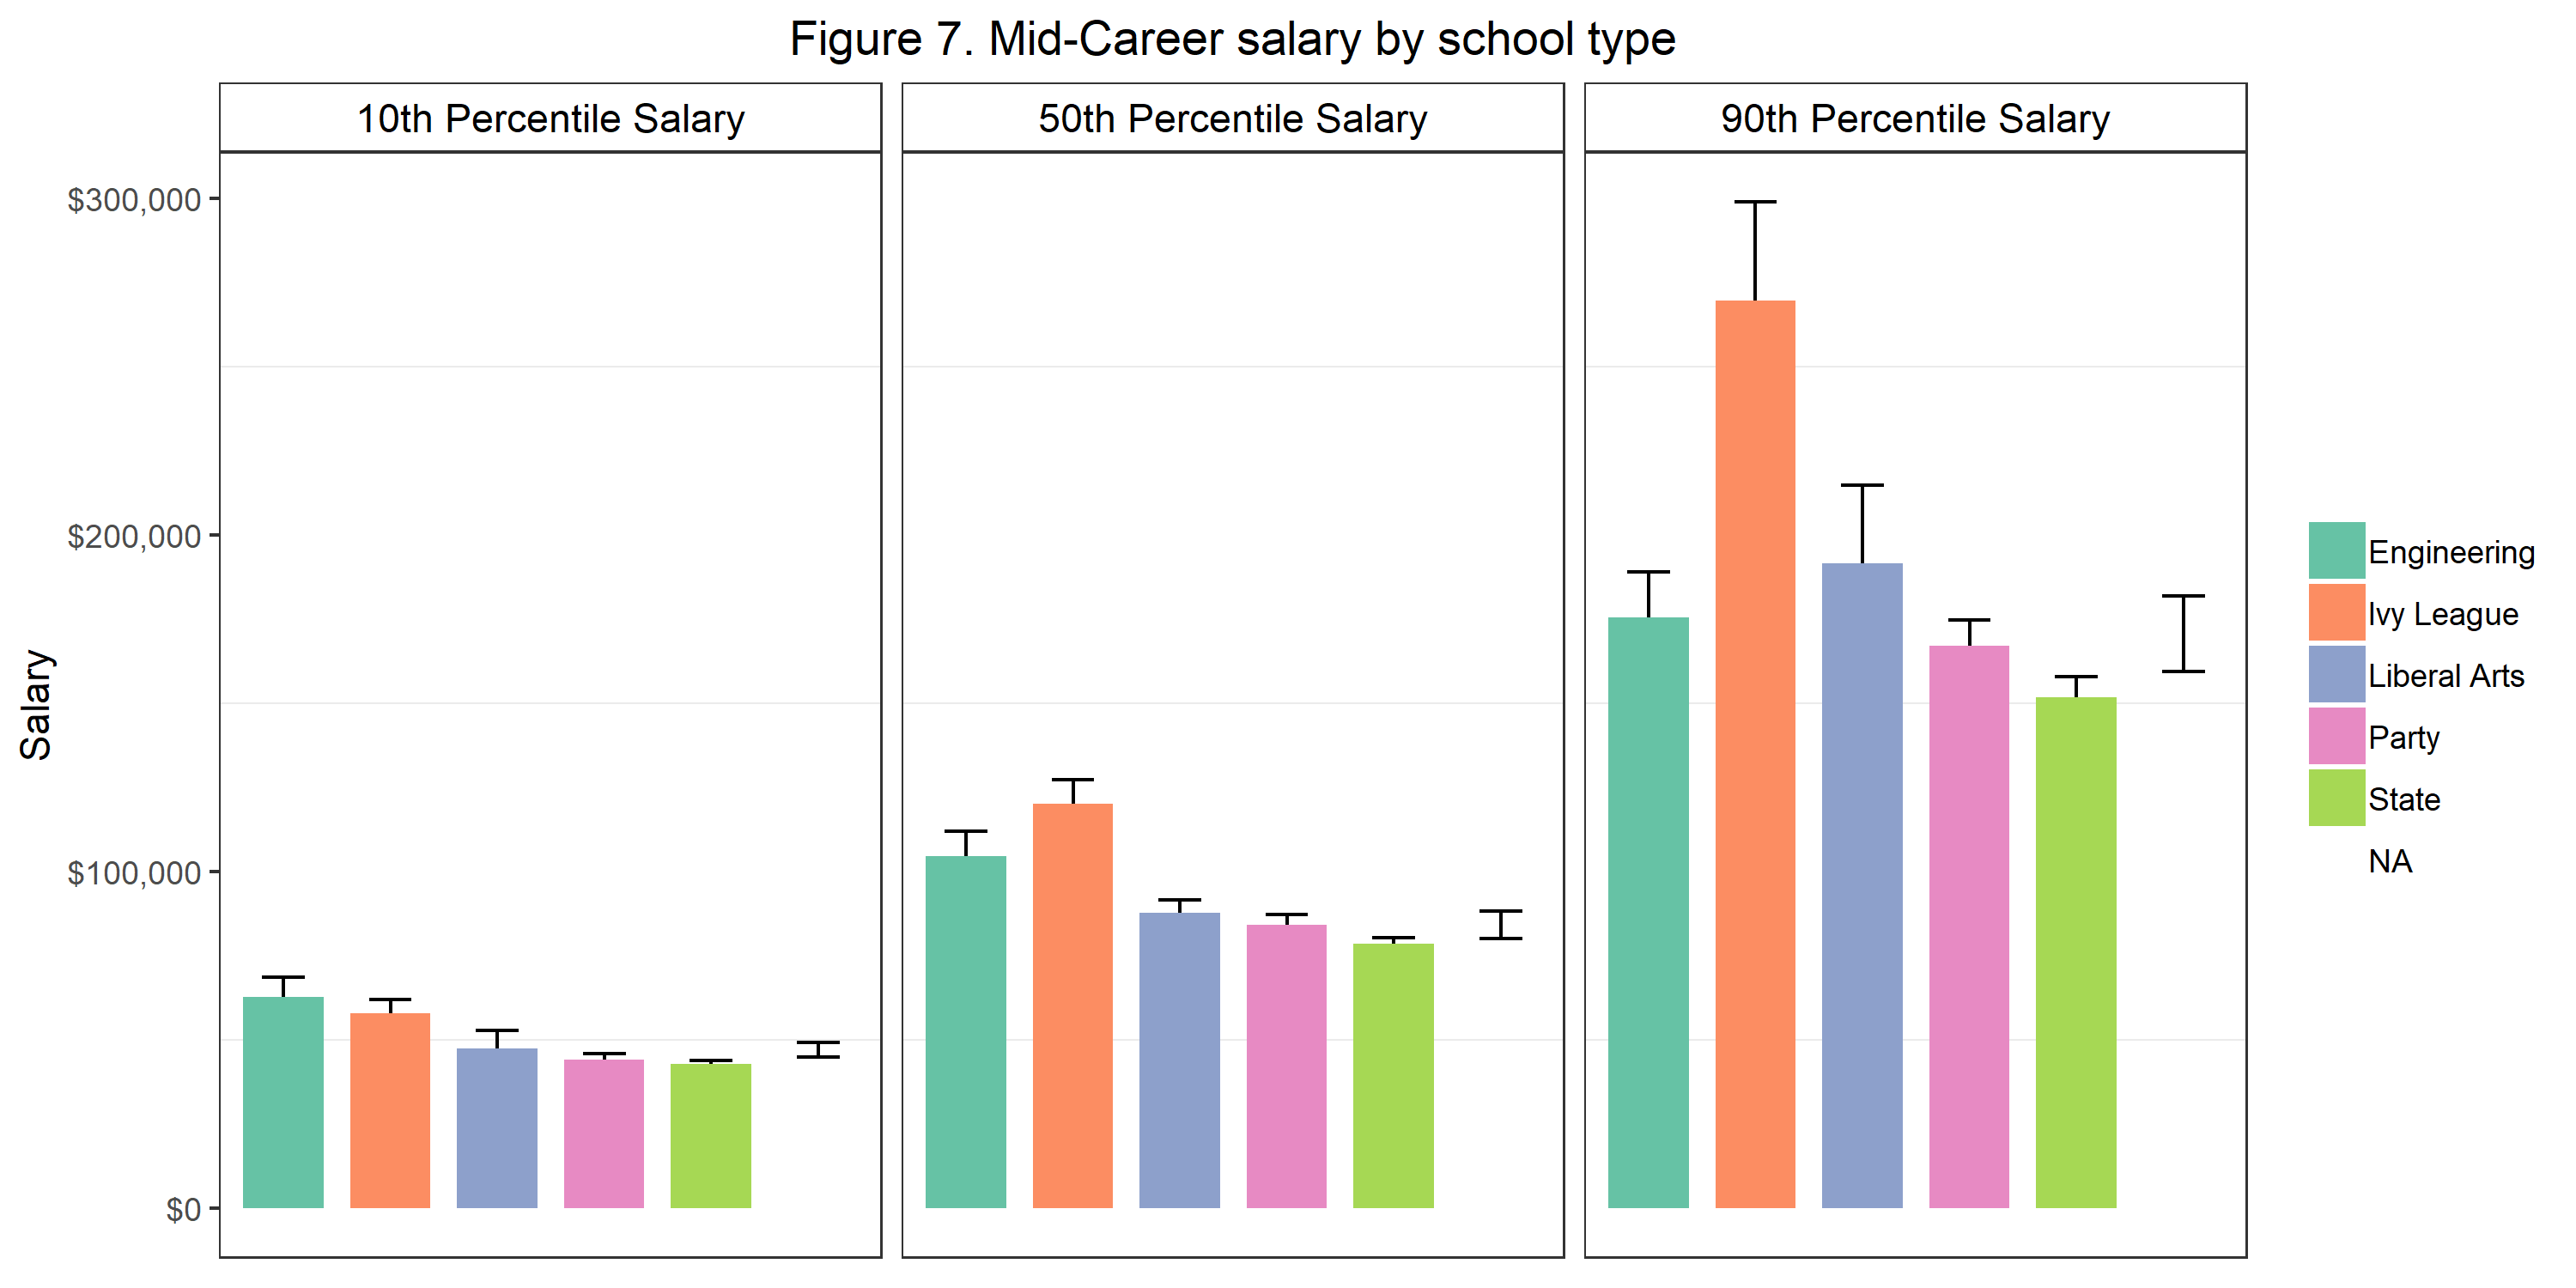 Figure 7. Mid-Career salary by school type
10th Percentile Salary
50th Percentile Salary
90th Percentile Salary
$300,000
$200,000
$100,000
$0
Salary
Engineering
Ivy League
Liberal Arts
Party
State
NA